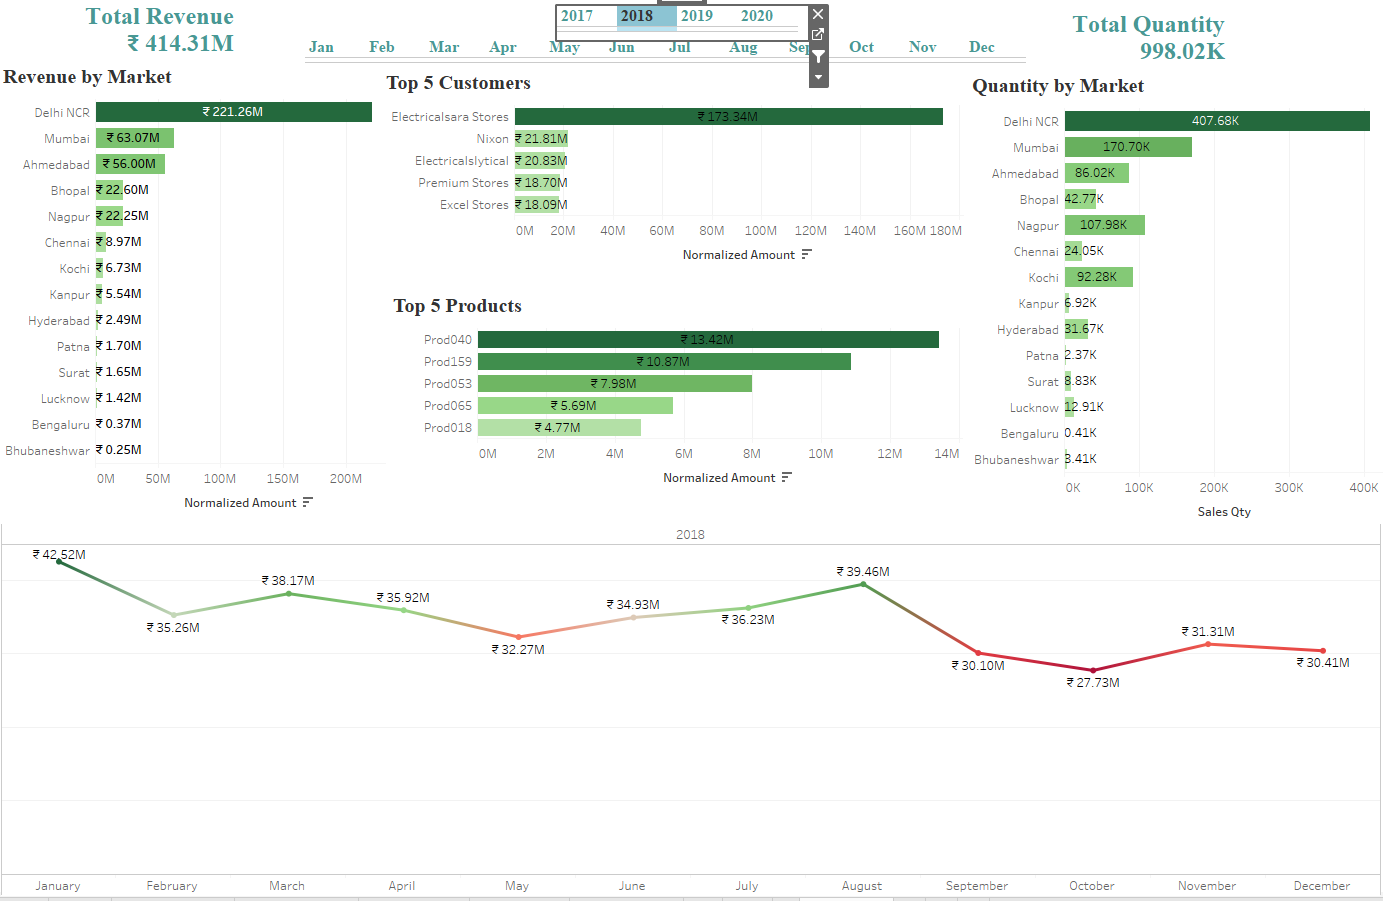 Total Revenue
₹ 414.31M
2017 2018 2019 2020
Jan Feb Mar Apr May Jun Jul Aug Sep Oct Nov Dec
Total Quantity
998.02K
Revenue by Market
Delhi NCR ₹ 221.26M
Mumbai ₹ 63.07M
Ahmedabad ₹ 56.00M
Bhopal ₹ 22.60M
Nagpur ₹ 22.25M
Chennai ₹ 8.97M
Kochi ₹ 6.73M
Kanpur ₹ 5.54M
Hyderabad ₹ 2.49M
Patna ₹ 1.70M
Surat ₹ 1.65M
Lucknow ₹ 1.42M
Bengaluru ₹ 0.37M
Bhubaneshwar ₹ 0.25M
0M 50M 100M 150M 200M
Normalized Amount
Top 5 Customers
Electricalsara Stores ₹ 173.34M
Nixon ₹ 21.81M
Electricalslytical ₹ 20.83M
Premium Stores ₹ 18.70M
Excel Stores ₹ 18.09M
0M 20M 40M 60M 80M 100M 120M 140M 160M 180M
Normalized Amount
Top 5 Products
Prod040 ₹ 13.42M
Prod159 ₹ 10.87M
Prod053 ₹ 7.98M
Prod065 ₹ 5.69M
Prod018 ₹ 4.77M
0M 2M 4M 6M 8M 10M 12M 14M
Normalized Amount
Quantity by Market
Delhi NCR 407.68K
Mumbai 170.70K
Ahmedabad 86.02K
Bhopal 42.77K
Nagpur 107.98K
Chennai 24.05K
Kochi 92.28K
Kanpur 6.92K
Hyderabad 31.67K
Patna 2.37K
Surat 8.83K
Lucknow 12.91K
Bengaluru 0.41K
Bhubaneshwar 3.41K
0K 100K 200K 300K 400K
Sales Qty
2018
₹ 42.52M
₹ 35.26M
₹ 38.17M
₹ 35.92M
₹ 32.27M
₹ 34.93M
₹ 36.23M
₹ 39.46M
₹ 30.10M
₹ 27.73M
₹ 31.31M
₹ 30.41M
January February March April May June July August September October November December